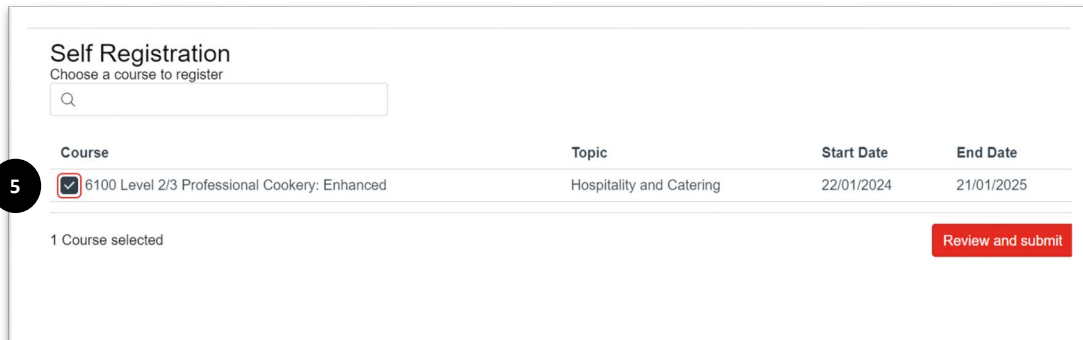 Self Registration
Choose a course to register
Course Topic Start Date End Date
5
6100 Level 2/3 Professional Cookery: Enhanced Hospitality and Catering 22/01/2024 21/01/2025
1 Course selected
Review and submit